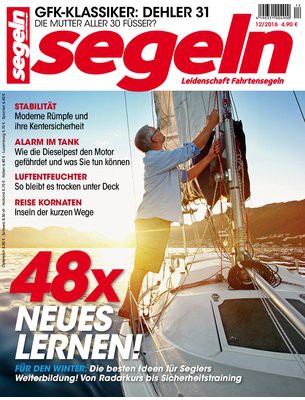 segeln
GFK-KLASSIKER: DEHLER 31
DIE MUTTER ALLER 30 FÜSSER?
segeln
Leidenschaft Fahrtensegeln
12/2016 4,90 €
STABILITÄT
Moderne Rümpfe und
ihre Kentersicherheit
ALARM IM TANK
Wie die Dieselpest den Motor
gefährdet und was Sie tun können
LUFTENTFEUCHTER
So bleibt es trocken unter Deck
REISE KORNATEN
Inseln der kurzen Wege
48x
NEUES
LERNEN!
FÜR DEN WINTER: Die besten Ideen für Seglers
Weiterbildung! Von Radarkurs bis Sicherheitstraining